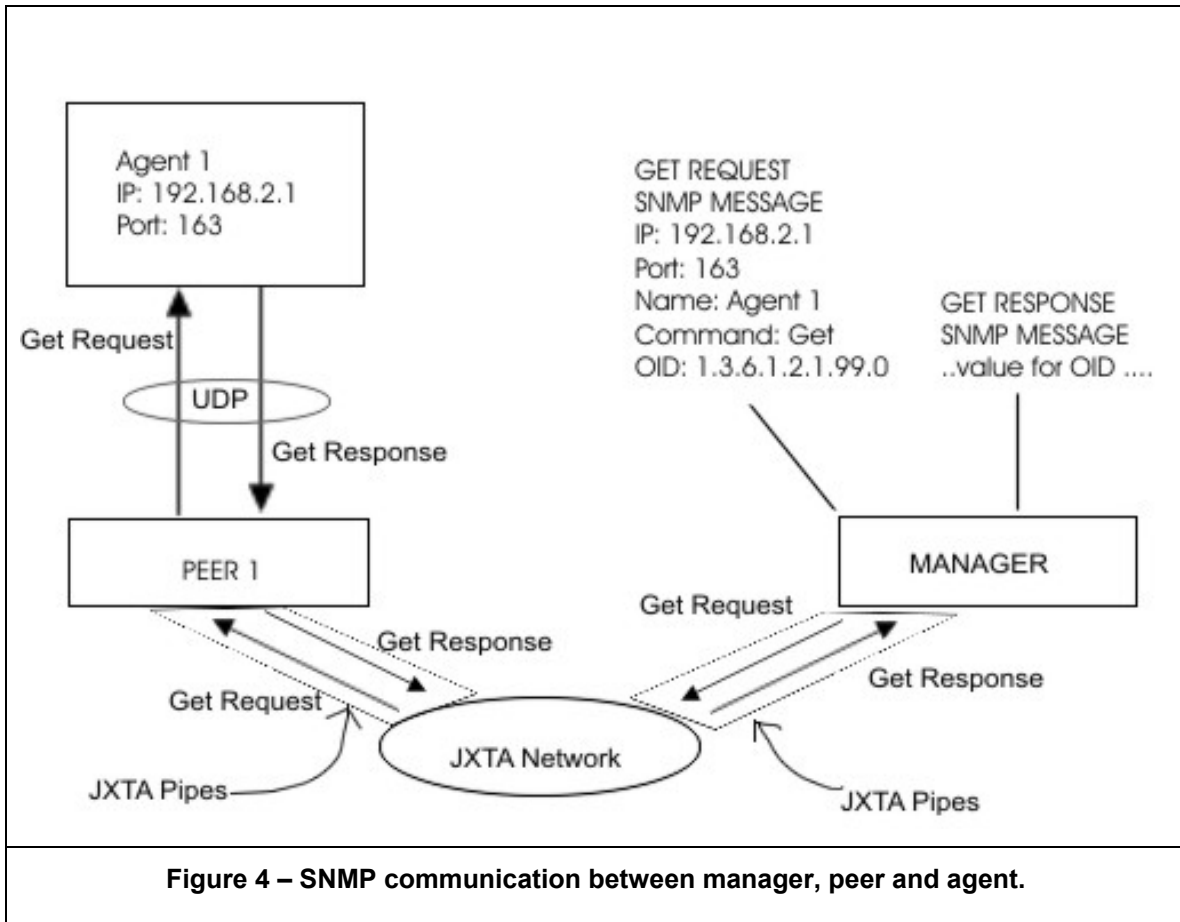 Agent 1
IP: 192.168.2.1
Port: 163
GET REQUEST
SNMP MESSAGE
IP: 192.168.2.1
Port: 163
Name: Agent 1
Command: Get
OID: 1.3.6.1.2.1.99.0
GET RESPONSE
SNMP MESSAGE
..value for OID ....
Get Request
UDP
Get Response
PEER 1
MANAGER
Get Request
Get Response
Get Response
Get Request
JXTA Network
JXTA Pipes
JXTA Pipes
Figure 4 – SNMP communication between manager, peer and agent.